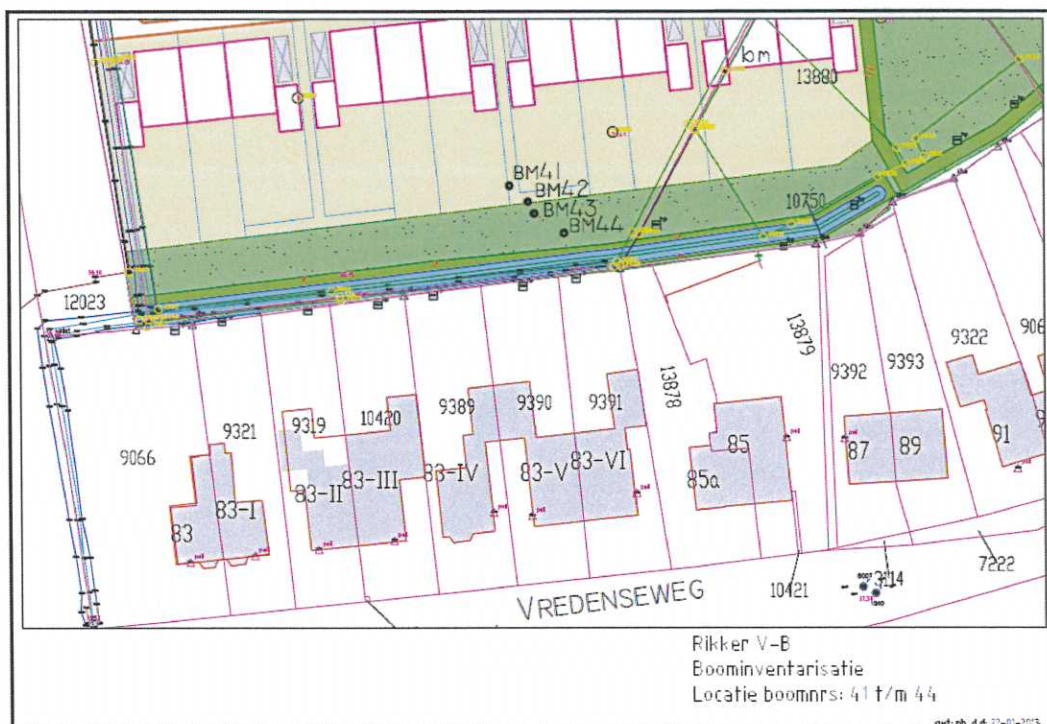 bm
13880
BM41
BM42
BM43
BM44
10750
12023
13879
9322
9393
9392
13878
9391
9390
9389
10420
9319
9321
9066
85
87
89
91
85a
83-VI
83-V
83-IV
83-III
83-II
83-I
83
VREDENSEWEG
10421
3114
7222
Rikker V-B
Boominventarisatie
Locatie boomnrs: 41 t/m 44